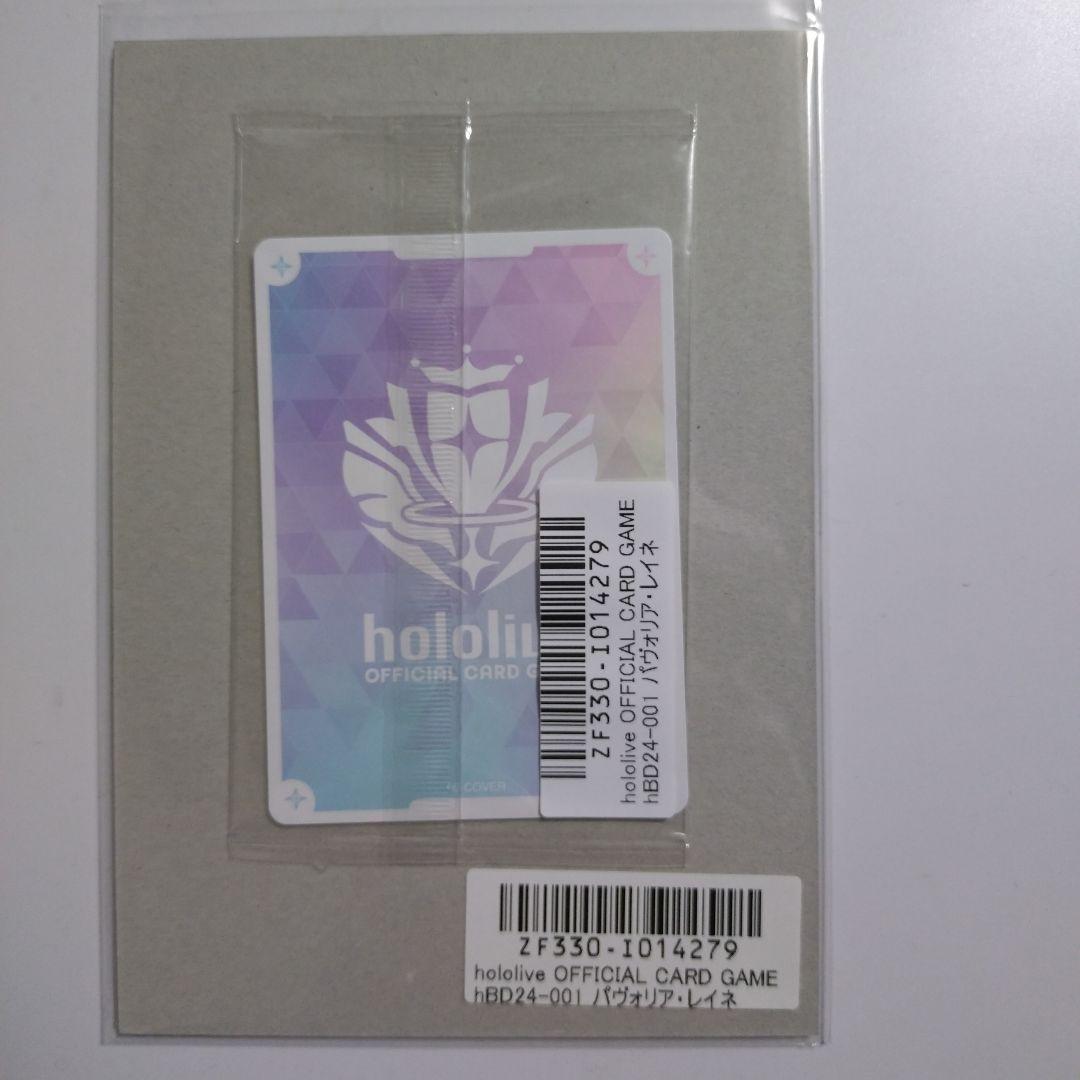 hololiv
OFFICIAL CARD G
© COVER
ZF330-I014279
hololive OFFICIAL CARD GAME
hBD24-001 パヴォリア・レイネ
ZF330-I014279
hololive OFFICIAL CARD GAME
hBD24-001 パヴォリア・レイネ